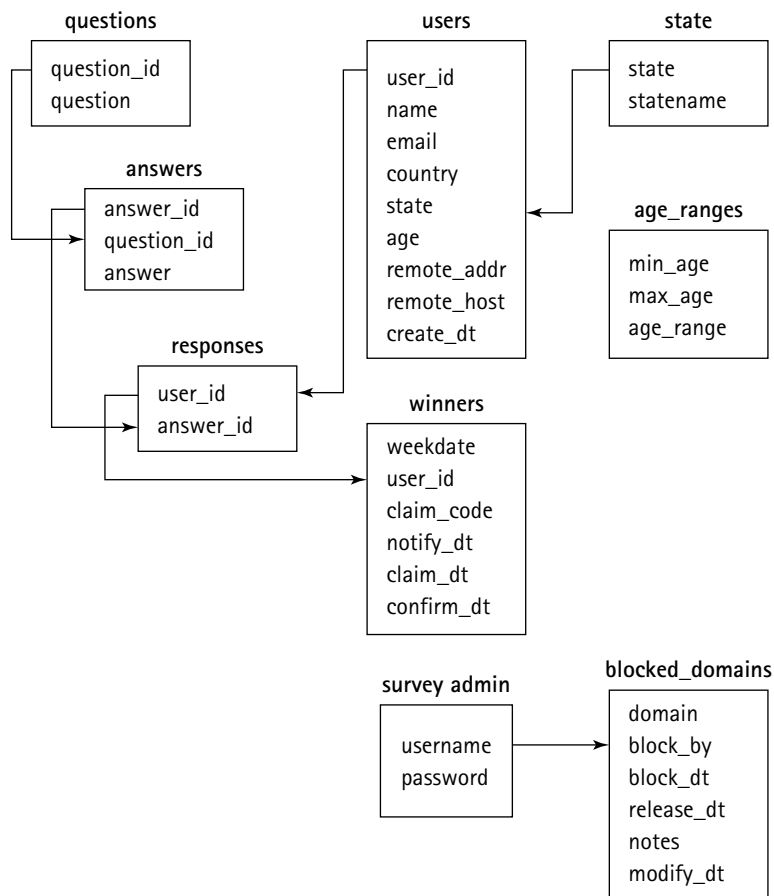 questions
question_id
question
users
user_id
name
email
country
state
age
remote_addr
remote_host
create_dt
state
state
statename
answers
answer_id
question_id
answer
age_ranges
min_age
max_age
age_range
responses
user_id
answer_id
winners
weekdate
user_id
claim_code
notify_dt
claim_dt
confirm_dt
survey admin
username
password
blocked_domains
domain
block_by
block_dt
release_dt
notes
modify_dt